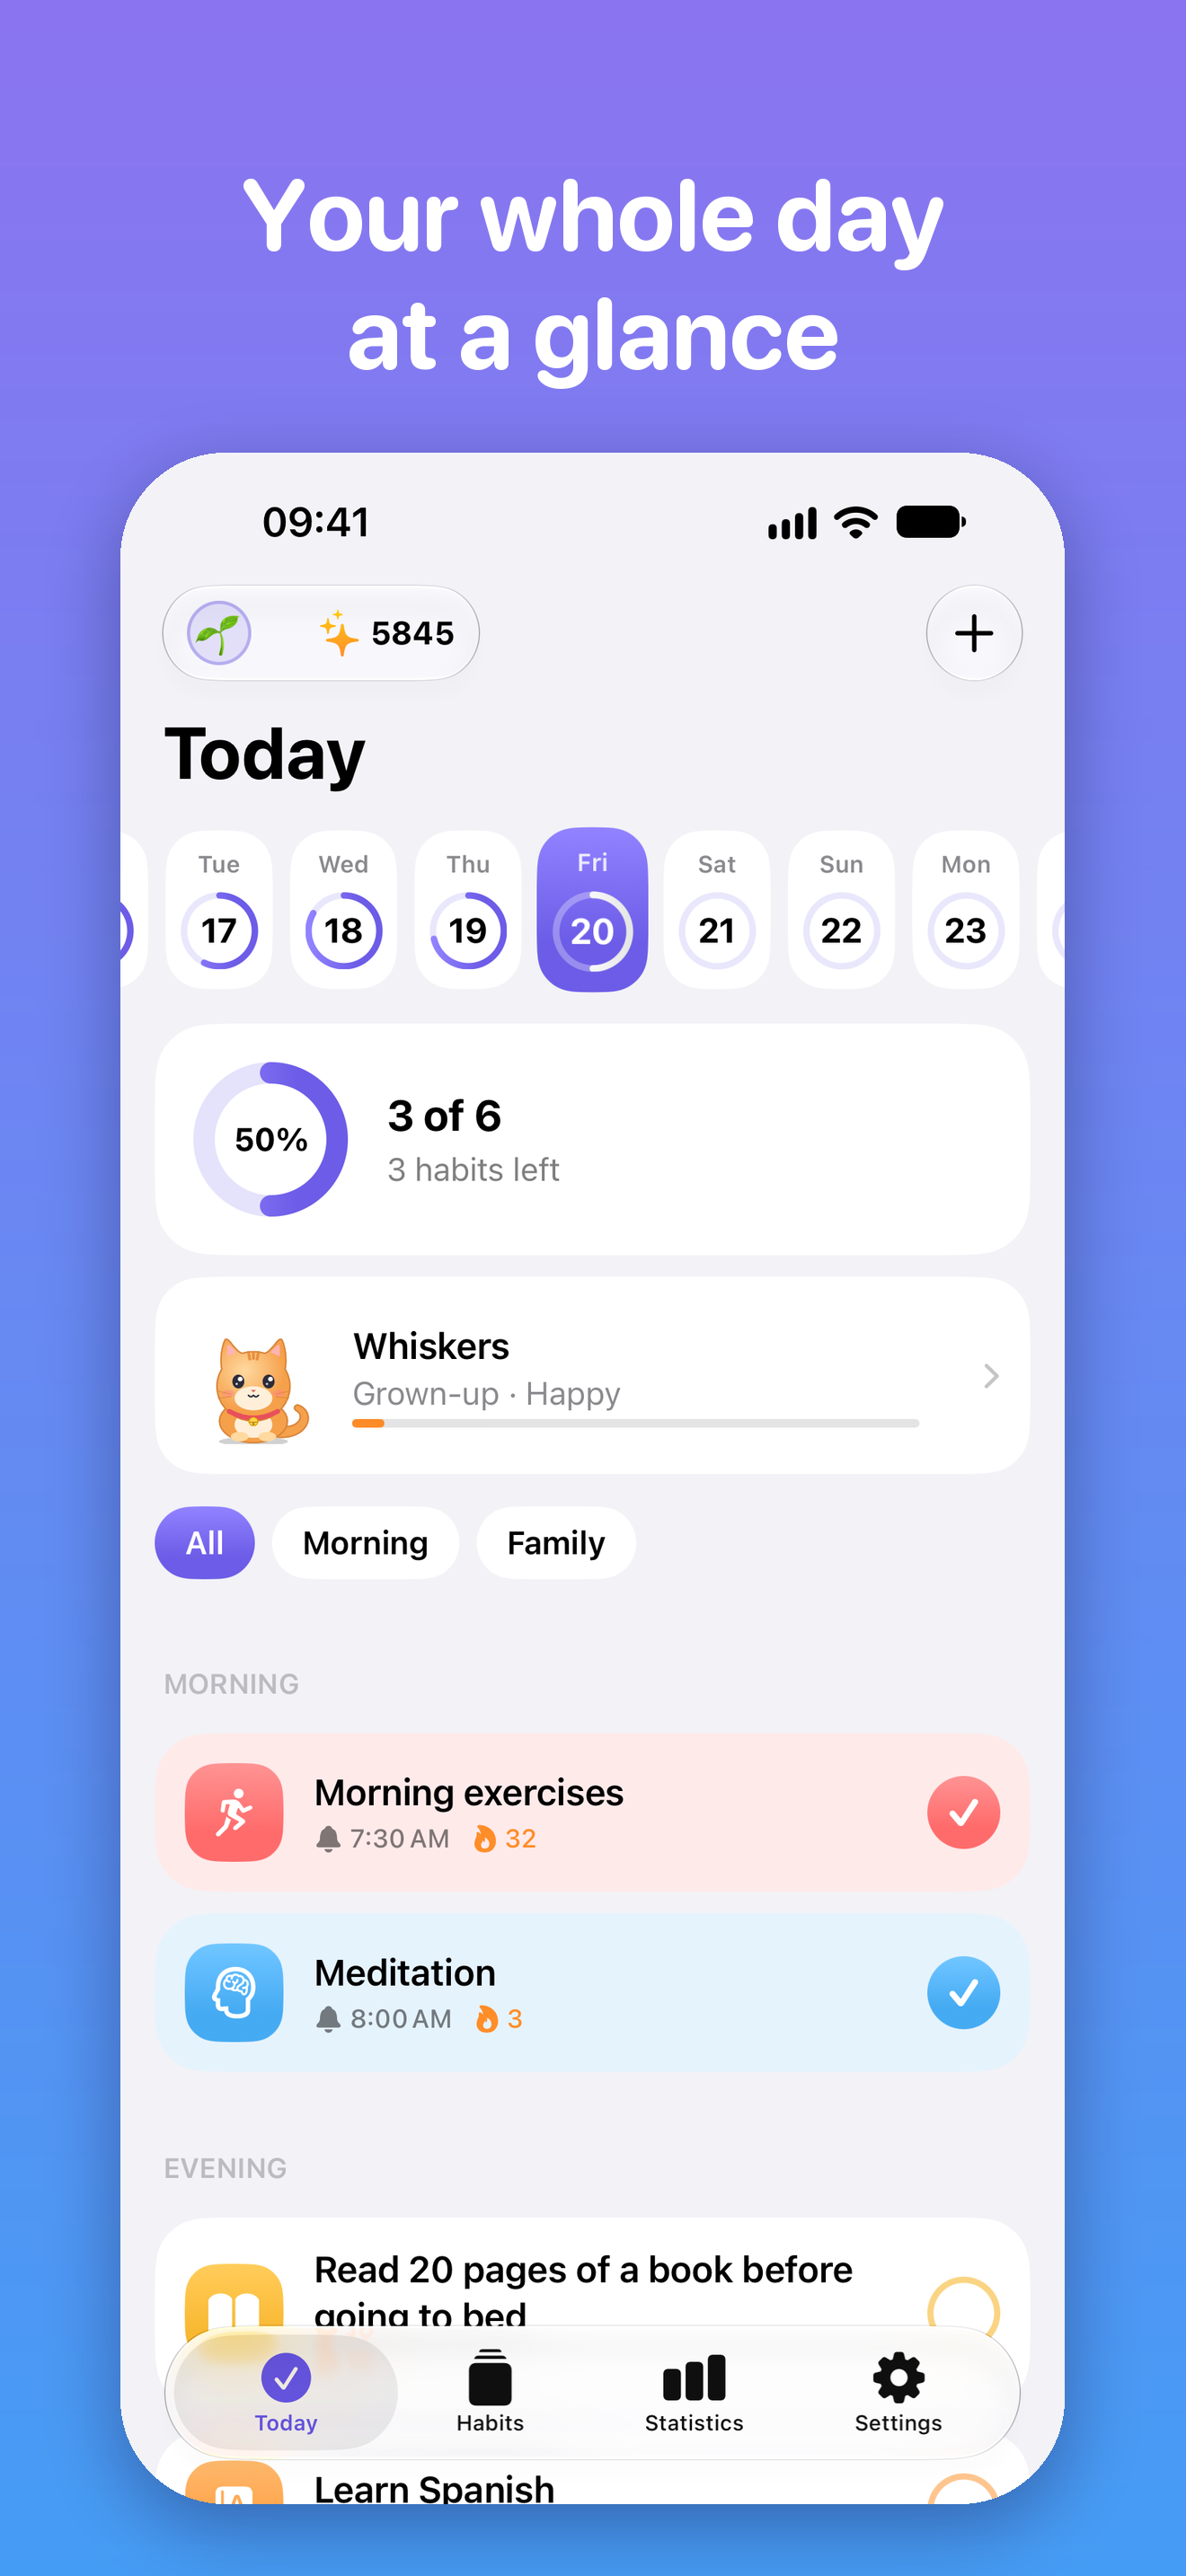 Your whole day
at a glance
09:41
5845
Today
Tue Wed Thu Fri Sat Sun Mon
17 18 19 20 21 22 23
50%
3 of 6
3 habits left
Whiskers
Grown-up · Happy
All Morning Family
MORNING
Morning exercises
7:30 AM 32
Meditation
8:00 AM 3
EVENING
Read 20 pages of a book before
going to bed
Today Habits Statistics Settings
Learn Spanish